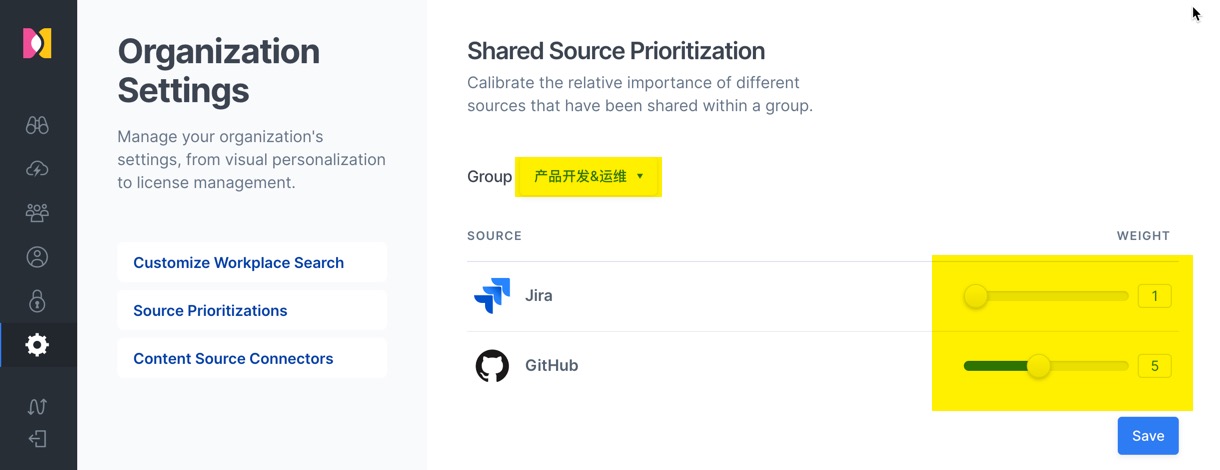 Organization
Settings
Manage your organization's
settings, from visual personalization
to license management.
Customize Workplace Search
Source Prioritizations
Content Source Connectors
Shared Source Prioritization
Calibrate the relative importance of different
sources that have been shared within a group.
Group 产品开发&运维
SOURCE WEIGHT
Jira 1
GitHub 5
Save